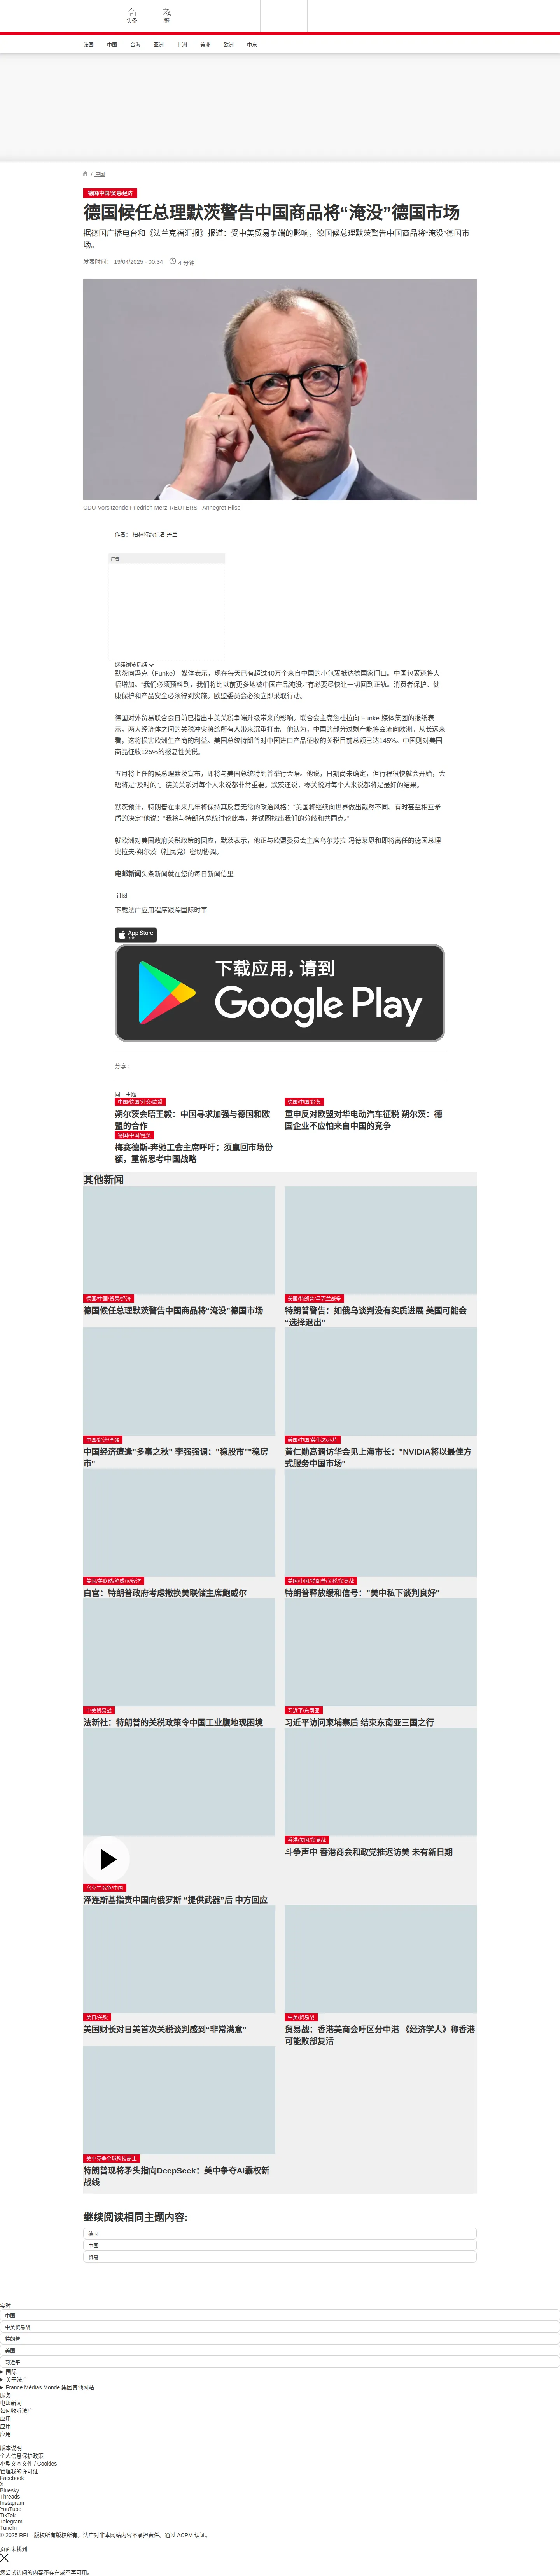 头条
繁
法国
中国
台海
亚洲
非洲
美洲
欧洲
中东
/ 中国
德国/中国/贸易/经济
德国候任总理默茨警告中国商品将“淹没”德国市场
据德国广播电台和《法兰克福汇报》报道：受中美贸易争端的影响，德国候总理默茨警告中国商品将“淹没”德国市
场。
发表时间： 19/04/2025 - 00:34
4 分钟
CDU-Vorsitzende Friedrich Merz REUTERS - Annegret Hilse
作者： 柏林特约记者 丹兰
广告
继续浏览后续
默茨向冯克（Funke） 媒体表示，现在每天已有超过40万个来自中国的小包裹抵达德国家门口。中国包裹还将大
幅增加。“我们必须预料到，我们将比以前更多地被中国产品淹没。”有必要尽快让一切回到正轨。消费者保护、健
康保护和产品安全必须得到实施。欧盟委员会必须立即采取行动。
德国对外贸易联合会日前已指出中美关税争端升级带来的影响。联合会主席詹杜拉向 Funke 媒体集团的报纸表
示，两大经济体之间的关税冲突将给所有人带来沉重打击。他认为，中国的部分过剩产能将会流向欧洲。从长远来
看，这将损害欧洲生产商的利益。美国总统特朗普对中国进口产品征收的关税目前总额已达145%。中国则对美国
商品征收125%的报复性关税。
五月将上任的候总理默茨宣布，即将与美国总统特朗普举行会晤。他说，日期尚未确定，但行程很快就会开始，会
晤将是“及时的”。德美关系对每个人来说都非常重要。默茨还说，零关税对每个人来说都将是最好的结果。
默茨预计，特朗普在未来几年将保持其反复无常的政治风格：“美国将继续向世界做出截然不同、有时甚至相互矛
盾的决定”他说：“我将与特朗普总统讨论此事，并试图找出我们的分歧和共同点。”
就欧洲对美国政府关税政策的回应，默茨表示，他正与欧盟委员会主席乌尔苏拉·冯德莱恩和即将离任的德国总理
奥拉夫·朔尔茨（社民党）密切协调。
电邮新闻头条新闻就在您的每日新闻信里
订阅
下载法广应用程序跟踪国际时事
App Store
下载
下载应用，请到
Google Play
分享 :
同一主题
中国/德国/外交/欧盟
朔尔茨会晤王毅：中国寻求加强与德国和欧
盟的合作
德国/中国/经贸
重申反对欧盟对华电动汽车征税 朔尔茨：德
国企业不应怕来自中国的竞争
德国/中国/经贸
梅赛德斯-奔驰工会主席呼吁：须赢回市场份
额，重新思考中国战略
其他新闻
德国/中国/贸易/经济
德国候任总理默茨警告中国商品将“淹没”德国市场
美国/特朗普/乌克兰战争
特朗普警告：如俄乌谈判没有实质进展 美国可能会
“选择退出”
中国/经济/李强
中国经济遭逢"多事之秋" 李强强调："稳股市""稳房
市"
美国/中国/英伟达/芯片
黄仁勋高调访华会见上海市长："NVIDIA将以最佳方
式服务中国市场"
美国/美联储/鲍威尔/经济
白宫：特朗普政府考虑撤换美联储主席鲍威尔
美国/中国/特朗普/关税/贸易战
特朗普释放缓和信号："美中私下谈判良好"
中美贸易战
法新社：特朗普的关税政策令中国工业腹地现困境
习近平/东南亚
习近平访问柬埔寨后 结束东南亚三国之行
乌克兰战争/中国
泽连斯基指责中国向俄罗斯 “提供武器”后 中方回应
香港/美国/贸易战
斗争声中 香港商会和政党推迟访美 未有新日期
美日/关税
美国财长对日美首次关税谈判感到“非常满意”
中美/贸易战
贸易战：香港美商会吁区分中港 《经济学人》称香港
可能败部复活
美中竞争全球科技霸主
特朗普现将矛头指向DeepSeek：美中争夺AI霸权新
战线
继续阅读相同主题内容:
德国
中国
贸易
实时
中国
中美贸易战
特朗普
美国
习近平
国际
关于法广
France Médias Monde 集团其他网站
服务
电邮新闻
如何收听法广
应用
应用
应用
版本说明
个人信息保护政策
小型文本文件 / Cookies
管理我的许可证
Facebook
X
Bluesky
Threads
Instagram
YouTube
TikTok
Telegram
TuneIn
© 2025 RFI – 版权所有版权所有。法广对非本网站内容不承担责任。通过 ACPM 认证。
页面未找到
您尝试访问的内容不存在或不再可用。